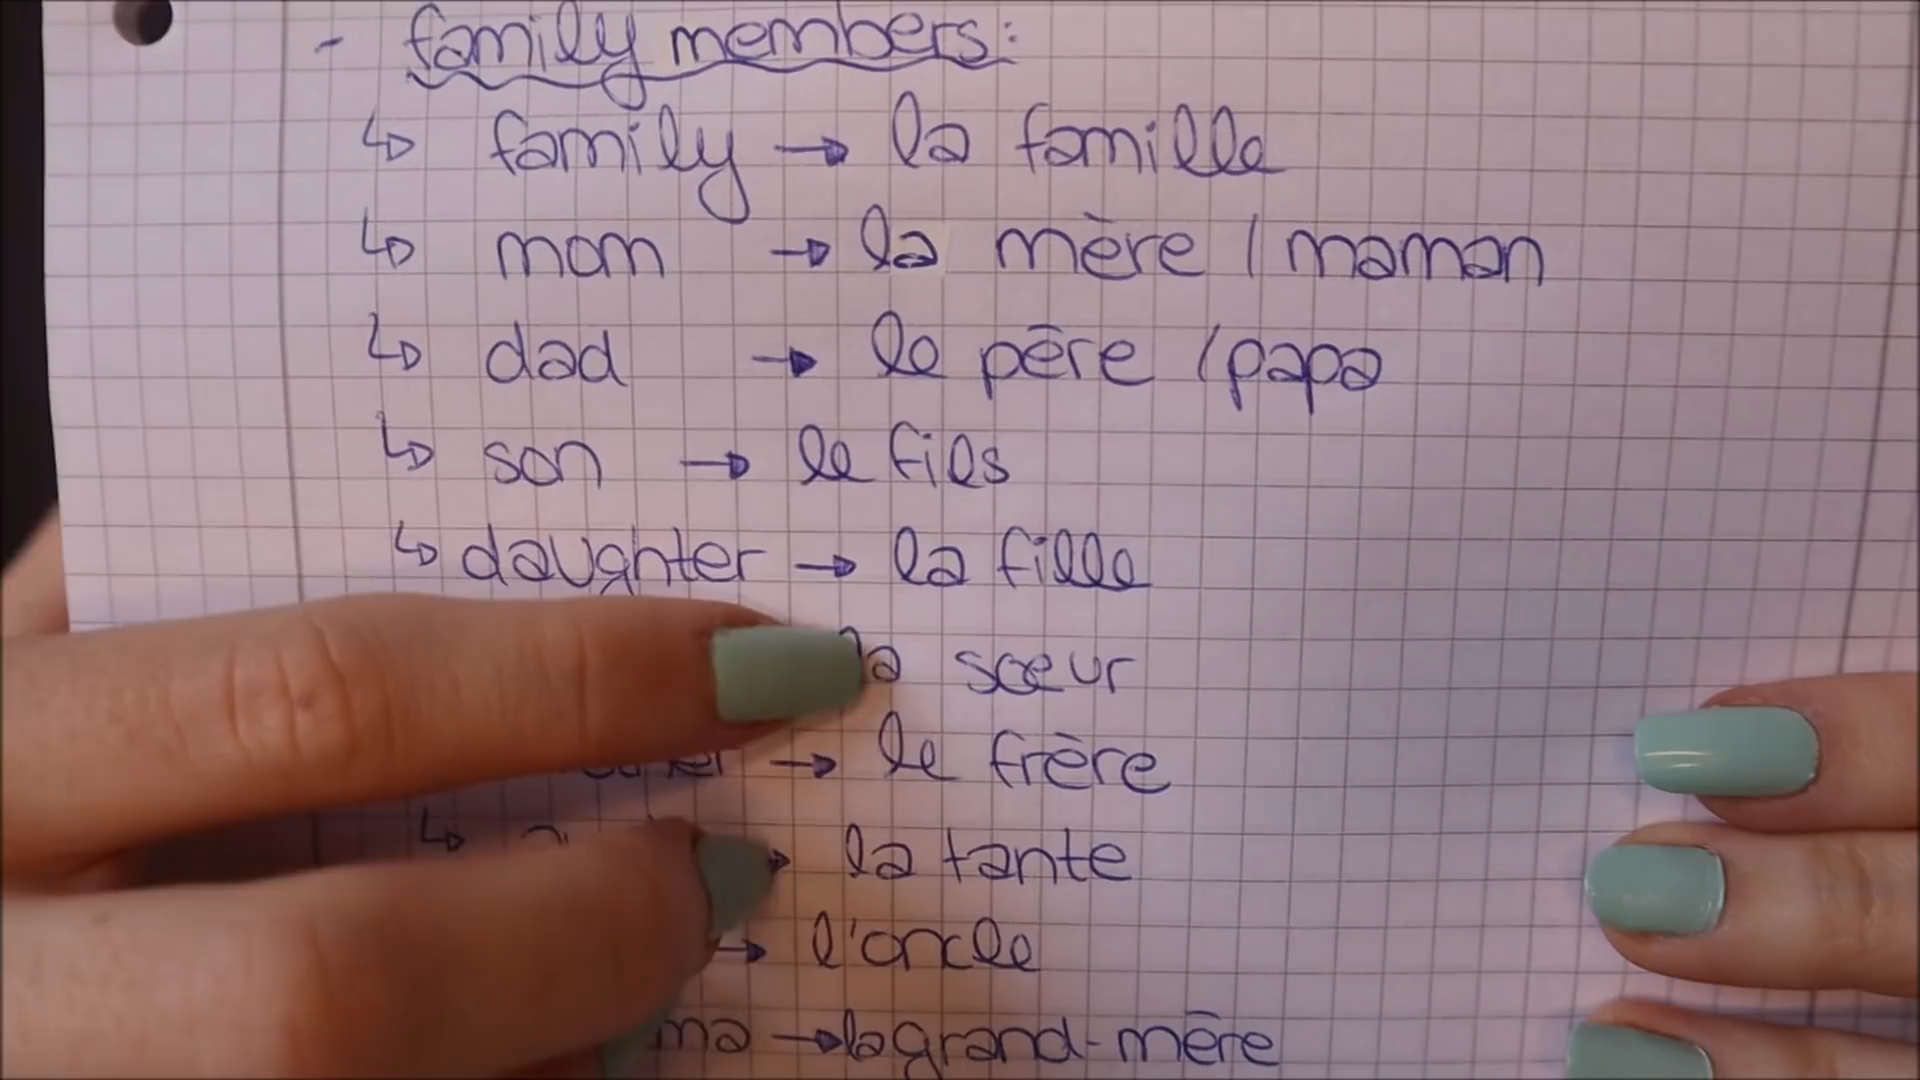 - family members:
↳ family → la famille
↳ mom → la mère / maman
↳ dad → le père / papa
↳ son → le fils
↳ daughter → la fille
la sœur
→ le frère
↳ → la tante
→ l'oncle
→ la grand-mère